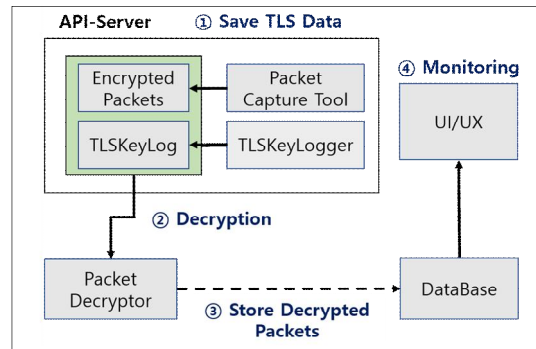 API-Server
① Save TLS Data
Encrypted
Packets
Packet
Capture Tool
TLSKeyLog
TLSKeyLogger
② Decryption
④ Monitoring
UI/UX
Packet
Decryptor
③ Store Decrypted
Packets
DataBase